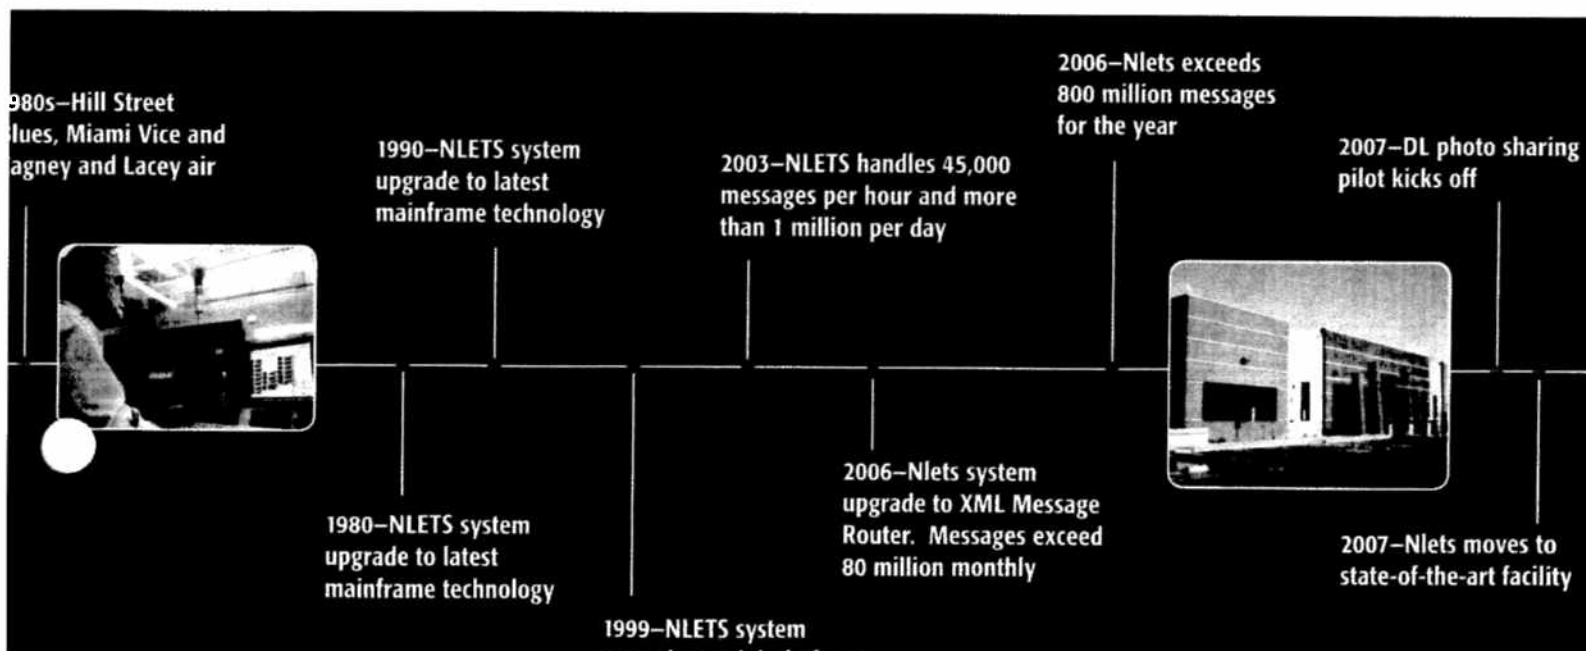 980s–Hill Street
lues, Miami Vice and
agney and Lacey air
1990–NLETS system
upgrade to latest
mainframe technology
2003–NLETS handles 45,000
messages per hour and more
than 1 million per day
2006–Nlets exceeds
800 million messages
for the year
2007–DL photo sharing
pilot kicks off
1980–NLETS system
upgrade to latest
mainframe technology
1999–NLETS system
2006–Nlets system
upgrade to XML Message
Router. Messages exceed
80 million monthly
2007–Nlets moves to
state-of-the-art facility